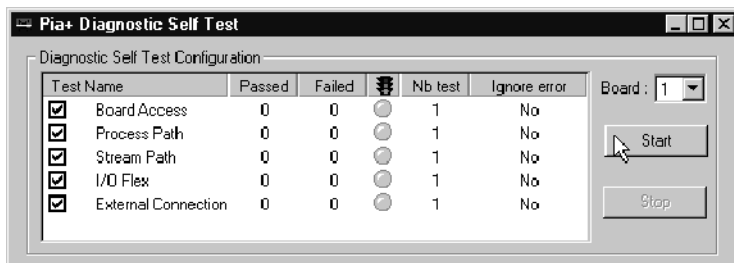 Pia+ Diagnostic Self Test
Diagnostic Self Test Configuration
Test Name Passed Failed Nb test Ignore error
Board Access 0 0 1 No
Process Path 0 0 1 No
Stream Path 0 0 1 No
I/O Flex 0 0 1 No
External Connection 0 0 1 No
Board : 1
Start
Stop